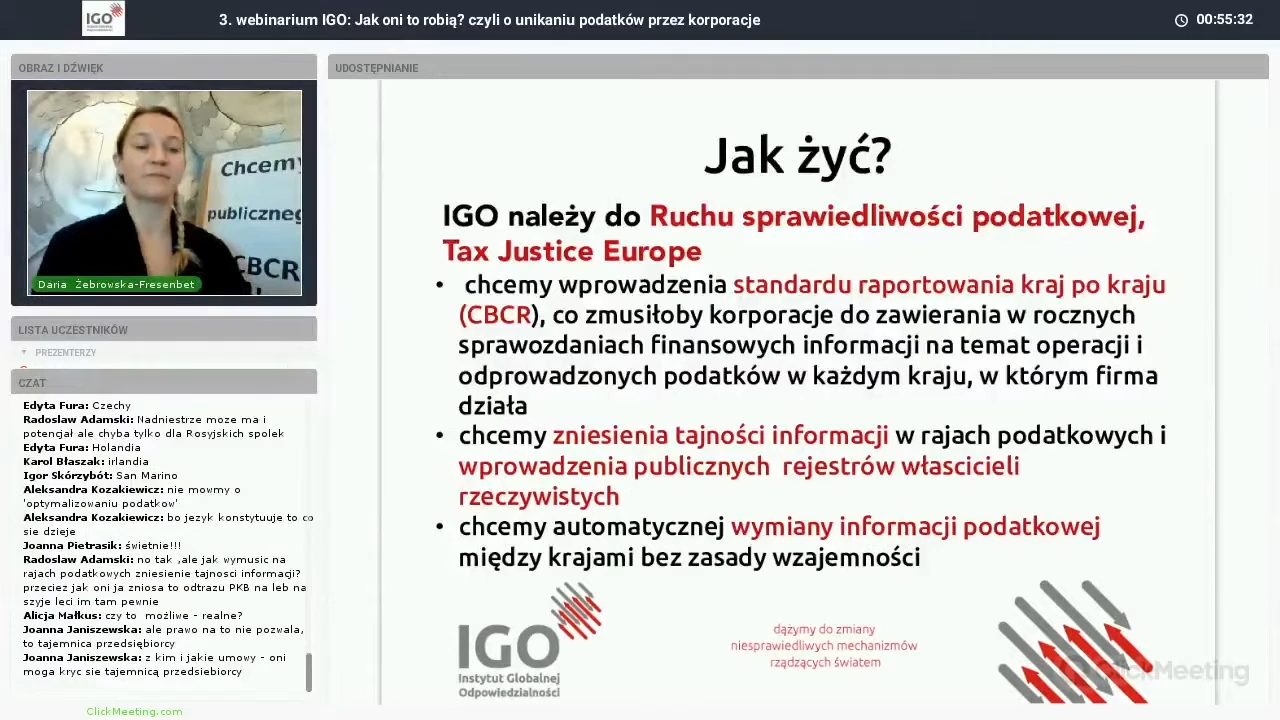 IGO
3. webinarium IGO: Jak oni to robią? czyli o unikaniu podatków przez korporacje
00:55:32
OBRAZ I DŹWIĘK
Chcemy
publiczneg
CBCR
Daria Żebrowska-Fresenbet
LISTA UCZESTNIKÓW
PREZENTERZY
CZAT
Edyta Fura: Czechy
Radoslaw Adamski: Nadniestrze moze ma i
potencjał ale chyba tylko dla Rosyjskich spolek
Edyta Fura: Holandia
Karol Błaszak: irlandia
Igor Skórzybót: San Marino
Aleksandra Kozakiewicz: nie mowmy o
'optymalizowaniu podatkow'
Aleksandra Kozakiewicz: bo jezyk konstytuuje to co
sie dzieje
Joanna Pietrasik: świetnie!!!
Radoslaw Adamski: no tak ,ale jak wymusic na
rajach podatkowych zniesienie tajnosci informacji?
przeciez jak oni ja zniosa to odtrazu PKB na leb na
szyje leci im tam pewnie
Alicja Małkus: czy to możliwe - realne?
Joanna Janiszewska: ale prawo na to nie pozwala,
to tajemnica przedsiębiorcy
Joanna Janiszewska: z kim i jakie umowy - oni
moga kryc sie tajemnicą przedsiebiorcy
ClickMeeting.com
UDOSTĘPNIANIE
Jak żyć?
IGO należy do Ruchu sprawiedliwości podatkowej,
Tax Justice Europe
• chcemy wprowadzenia standardu raportowania kraj po kraju
(CBCR), co zmusiłoby korporacje do zawierania w rocznych
sprawozdaniach finansowych informacji na temat operacji i
odprowadzonych podatków w każdym kraju, w którym firma
działa
• chcemy zniesienia tajności informacji w rajach podatkowych i
wprowadzenia publicznych rejestrów włascicieli
rzeczywistych
• chcemy automatycznej wymiany informacji podatkowej
między krajami bez zasady wzajemności
IGO
Instytut Globalnej
Odpowiedzialności
dążymy do zmiany
niesprawiedliwych mechanizmów
rządzących światem
ClickMeeting